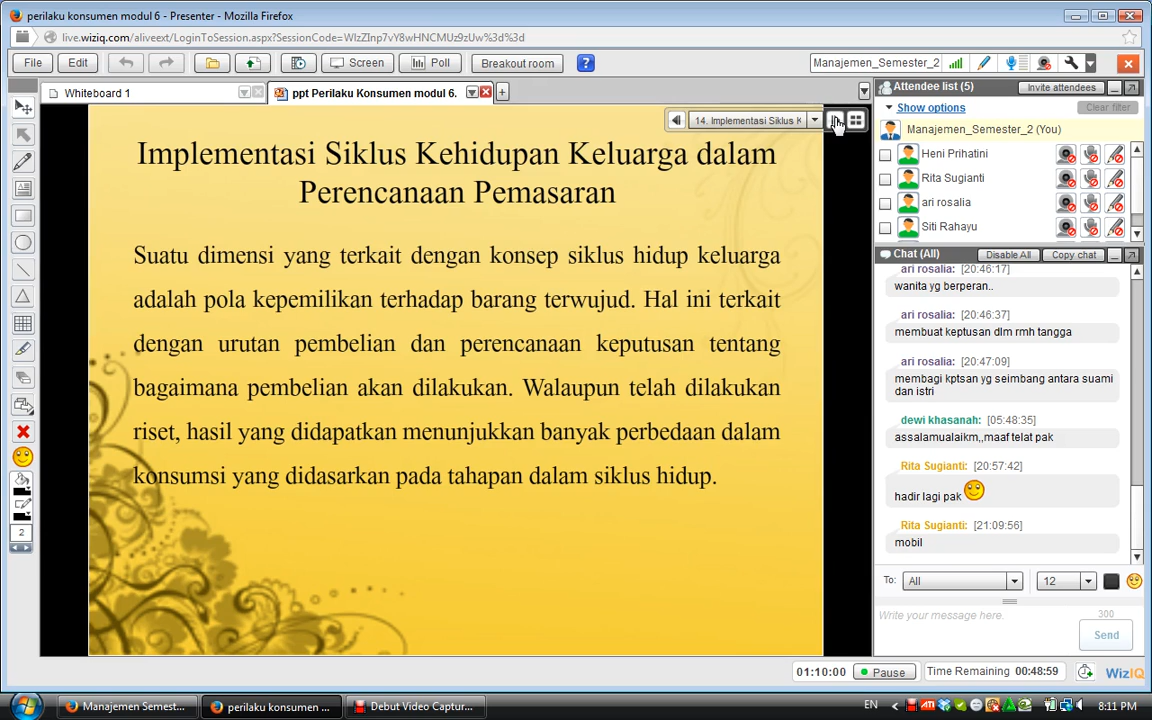 perilaku konsumen modul 6 - Presenter - Mozilla Firefox
live.wiziq.com/aliveext/LoginToSession.aspx?SessionCode=
File
Edit
Screen
Poll
Breakout room
?
Manajemen_Semester_2
Whiteboard 1
ppt Perilaku Konsumen modul 6.
14. Implementasi Siklus K
Implementasi Siklus Kehidupan Keluarga dalam
Perencanaan Pemasaran
Suatu dimensi yang terkait dengan konsep siklus hidup keluarga
adalah pola kepemilikan terhadap barang terwujud. Hal ini terkait
dengan urutan pembelian dan perencanaan keputusan tentang
bagaimana pembelian akan dilakukan. Walaupun telah dilakukan
riset, hasil yang didapatkan menunjukkan banyak perbedaan dalam
konsumsi yang didasarkan pada tahapan dalam siklus hidup.
2
Attendee list (5)
Invite attendees
Show options
Clear filter
Manajemen_Semester_2 (You)
Heni Prihatini
Rita Sugianti
ari rosalia
Siti Rahayu
Chat (All)
Disable All
Copy chat
ari rosalia: [20:46:17]
wanita yg berperan..
ari rosalia: [20:46:37]
membuat keptusan dlm rmh tangga
ari rosalia: [20:47:09]
membagi kptsan yg seimbang antara suami
dan istri
dewi khasanah: [05:48:35]
assalamualaikm,,maaf telat pak
Rita Sugianti: [20:57:42]
hadir lagi pak
Rita Sugianti: [21:09:56]
mobil
To:
All
12
Write your message here.
300
Send
01:10:00
Pause
Time Remaining 00:48:59
WizIQ
Manajemen Semest...
perilaku konsumen ...
Debut Video Captur...
EN
ATI
8:11 PM